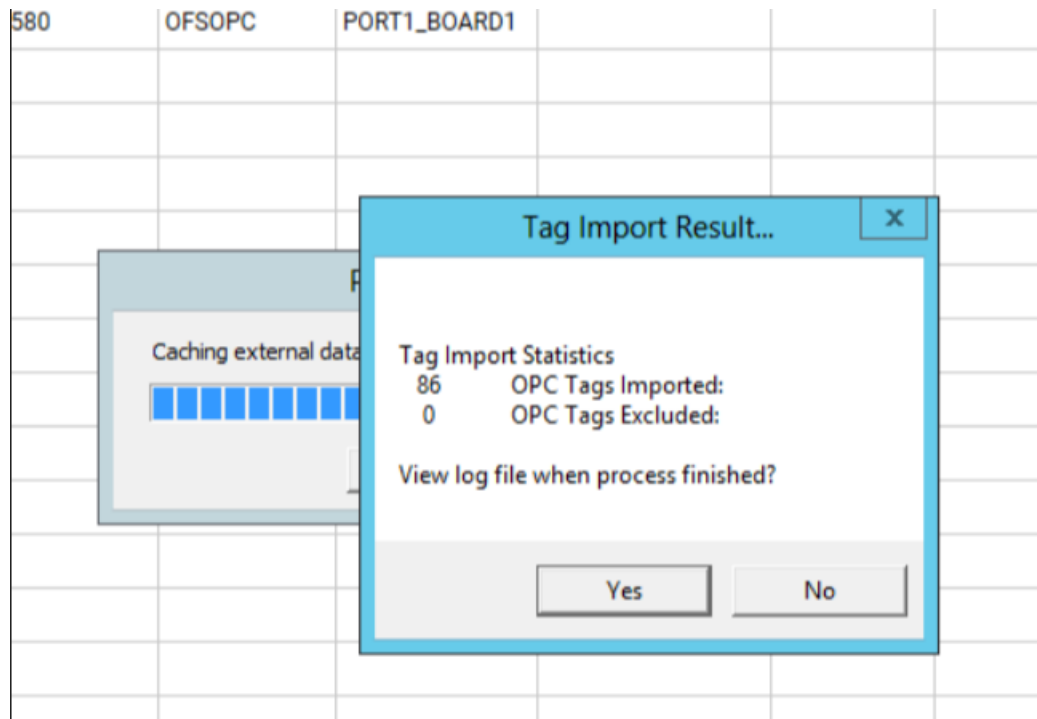 580 OFSOPC PORT1_BOARD1
Tag Import Result...
x
Caching external data
Tag Import Statistics
86 OPC Tags Imported:
0 OPC Tags Excluded:
View log file when process finished?
Yes No